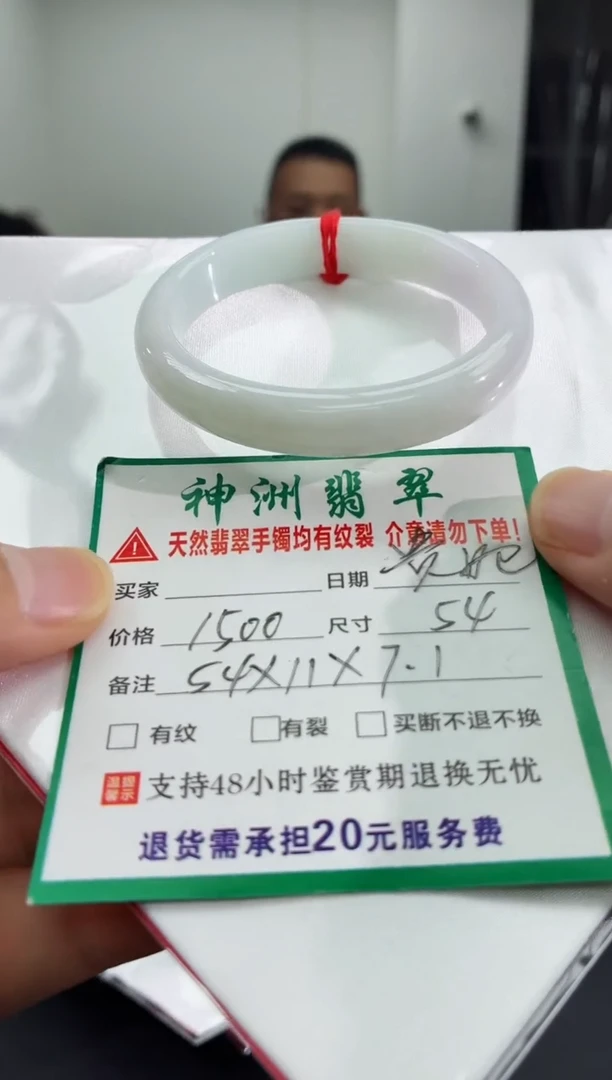 神洲翡翠
天然翡翠手镯均有纹裂 介意请勿下单!
贵妃
买家 日期
价格 1500 尺寸 54
备注 54X11X7.1
有纹 有裂 买断不退不换
温提馨示 支持48小时鉴赏期退换无忧
退货需承担20元服务费